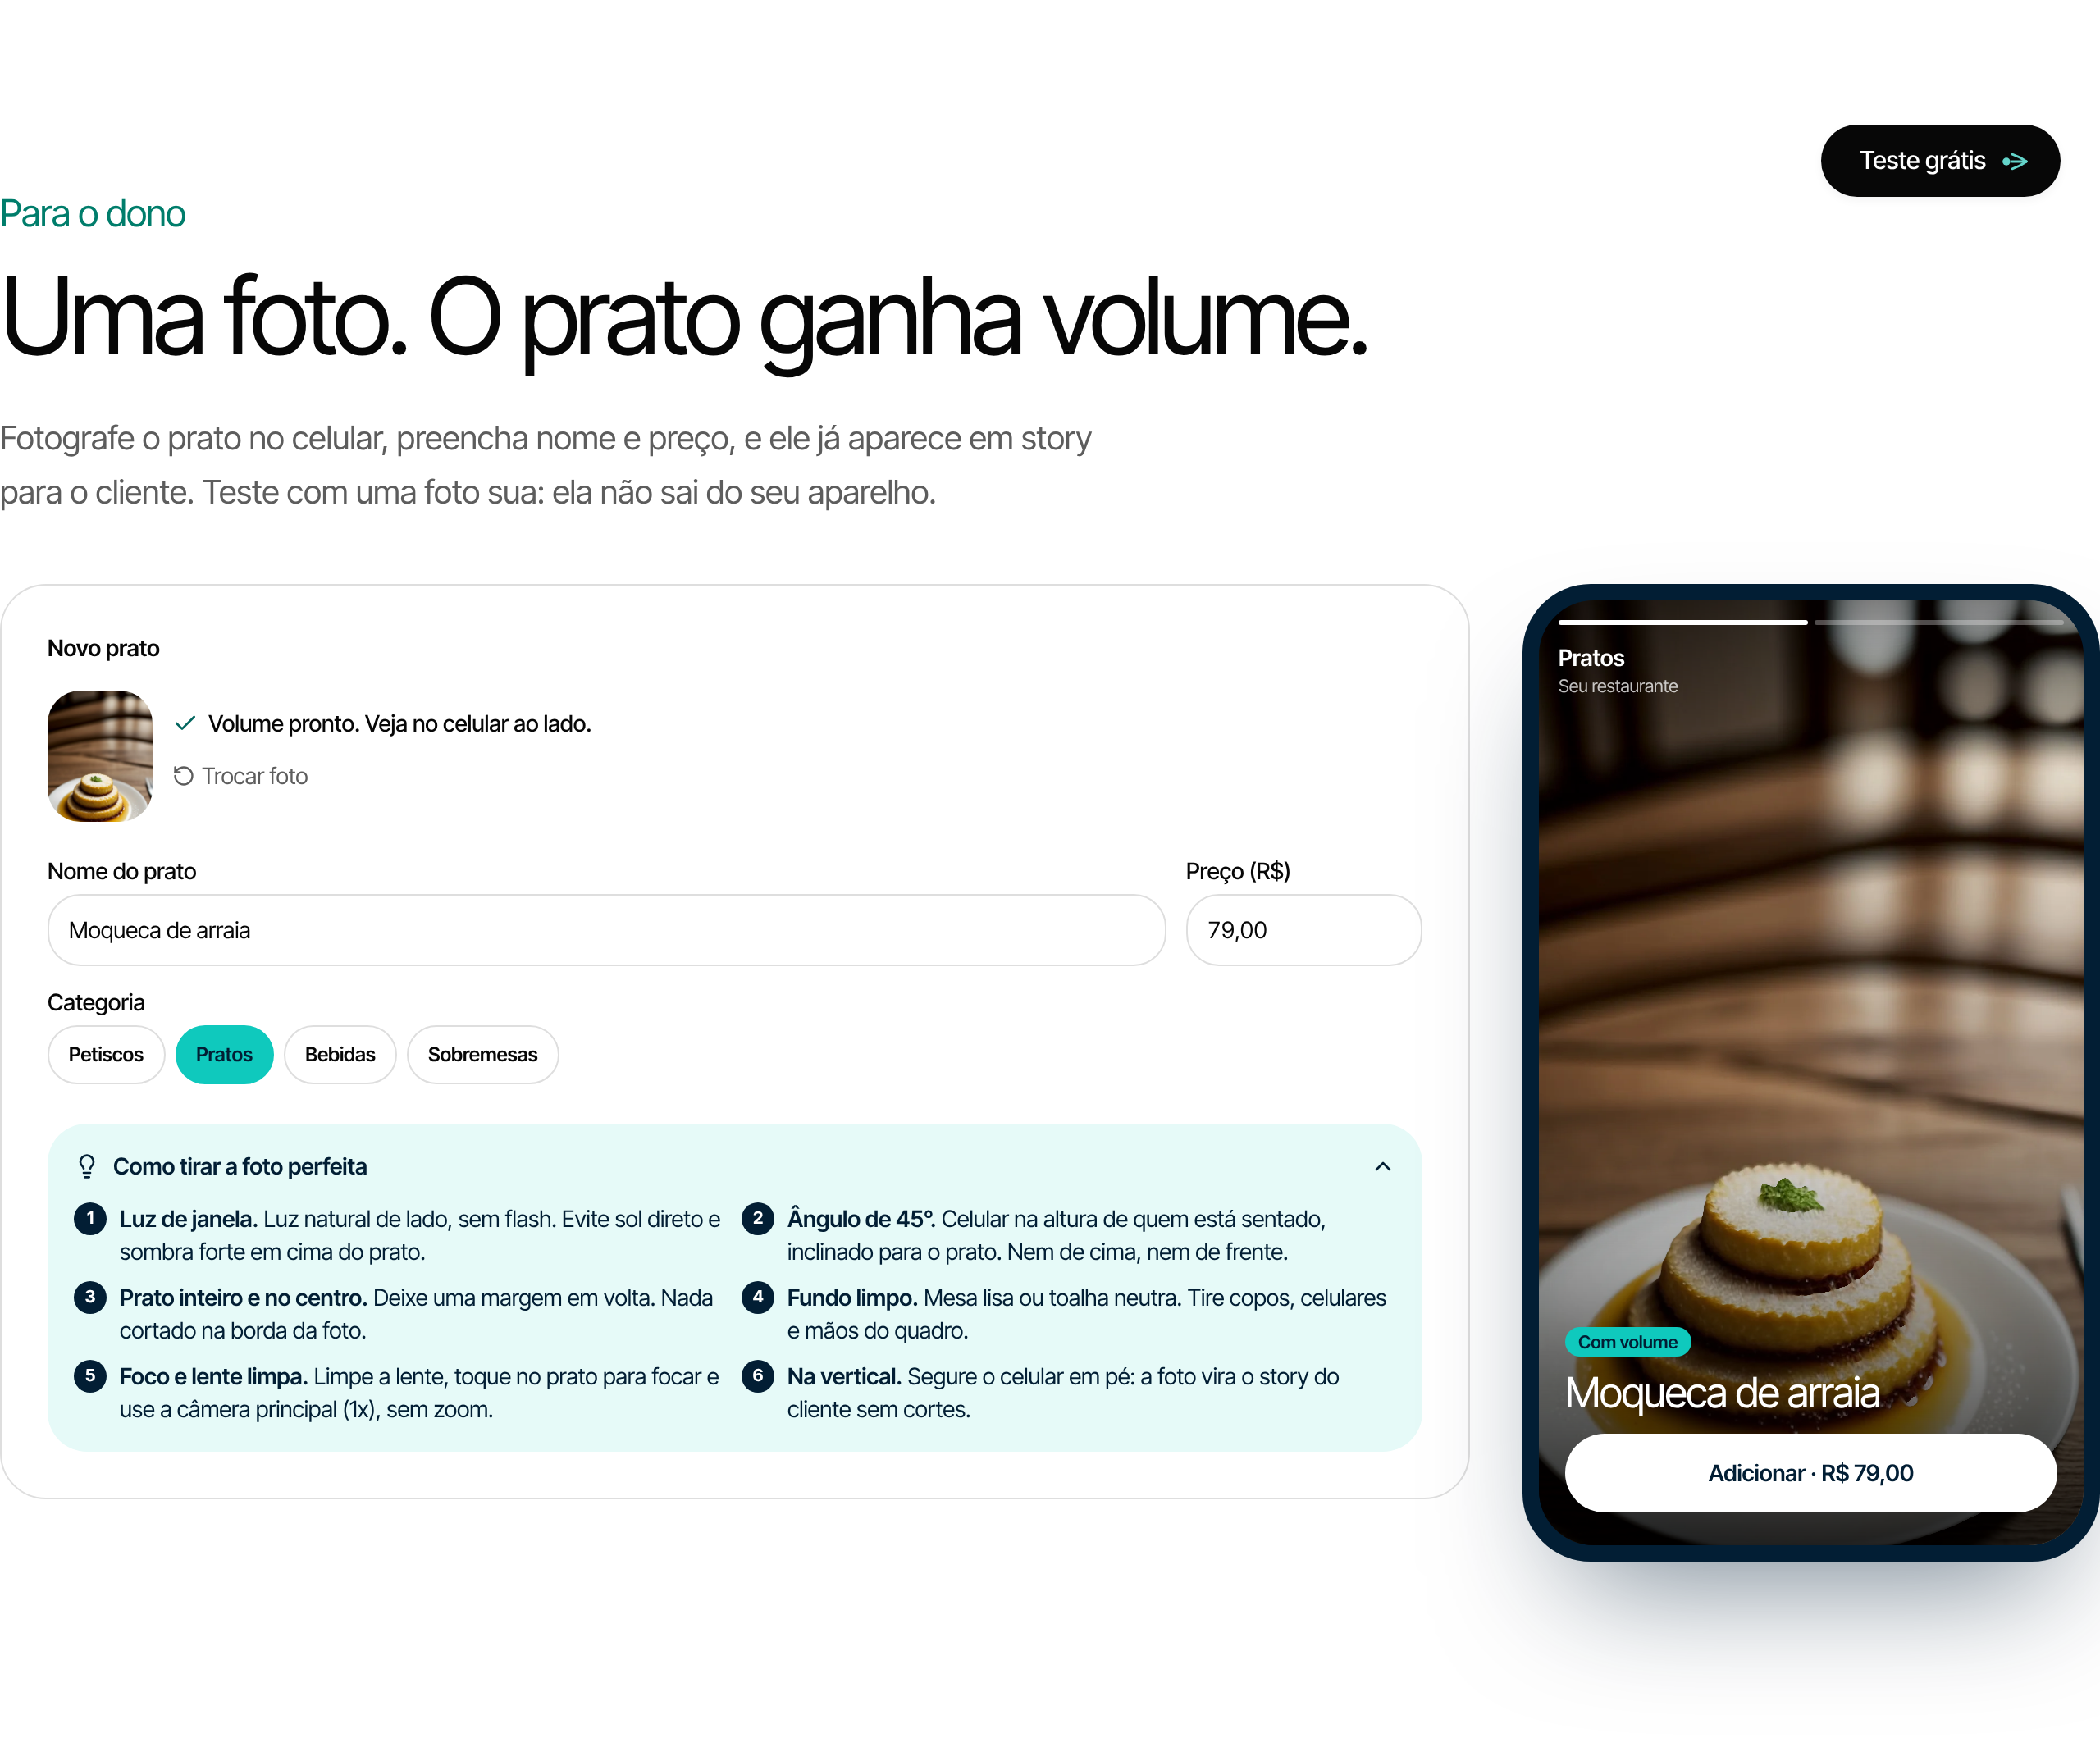 Teste grátis
Para o dono
Uma foto. O prato ganha volume.
Fotografe o prato no celular, preencha nome e preço, e ele já aparece em story
para o cliente. Teste com uma foto sua: ela não sai do seu aparelho.
Novo prato
Volume pronto. Veja no celular ao lado.
Trocar foto
Nome do prato
Preço (R$)
Moqueca de arraia
79,00
Categoria
Petiscos
Pratos
Bebidas
Sobremesas
Como tirar a foto perfeita
1 Luz de janela. Luz natural de lado, sem flash. Evite sol direto e
sombra forte em cima do prato.
2 Ângulo de 45°. Celular na altura de quem está sentado,
inclinado para o prato. Nem de cima, nem de frente.
3 Prato inteiro e no centro. Deixe uma margem em volta. Nada
cortado na borda da foto.
4 Fundo limpo. Mesa lisa ou toalha neutra. Tire copos, celulares
e mãos do quadro.
5 Foco e lente limpa. Limpe a lente, toque no prato para focar e
use a câmera principal (1x), sem zoom.
6 Na vertical. Segure o celular em pé: a foto vira o story do
cliente sem cortes.
Pratos
Seu restaurante
Com volume
Moqueca de arraia
Adicionar · R$ 79,00